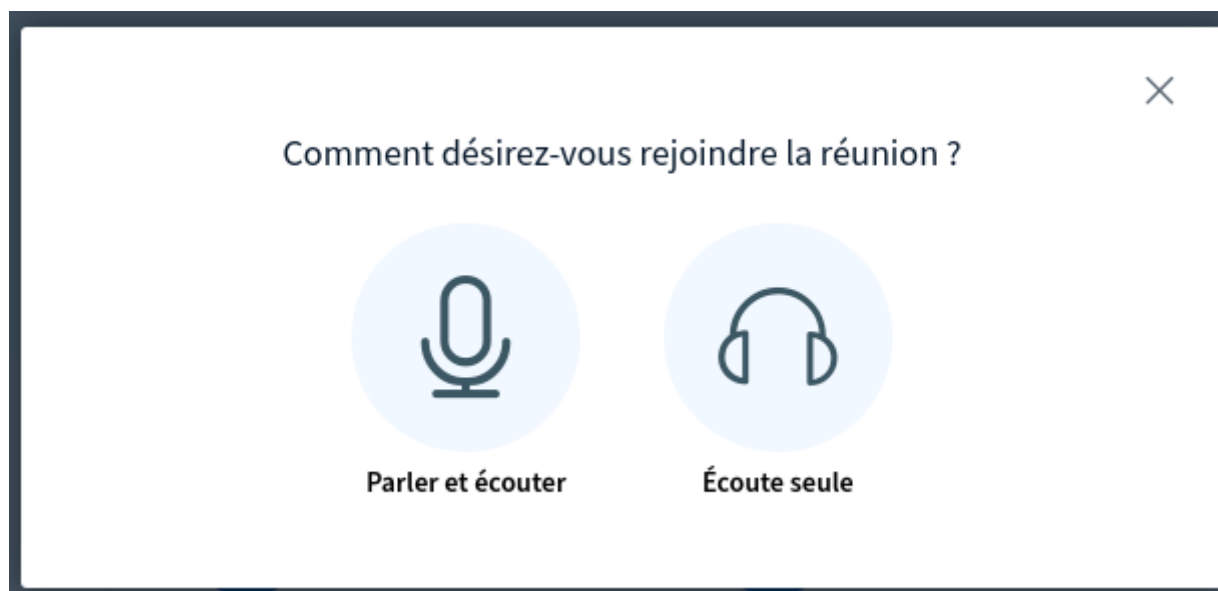 Comment désirez-vous rejoindre la réunion ?
Parler et écouter
Écoute seule